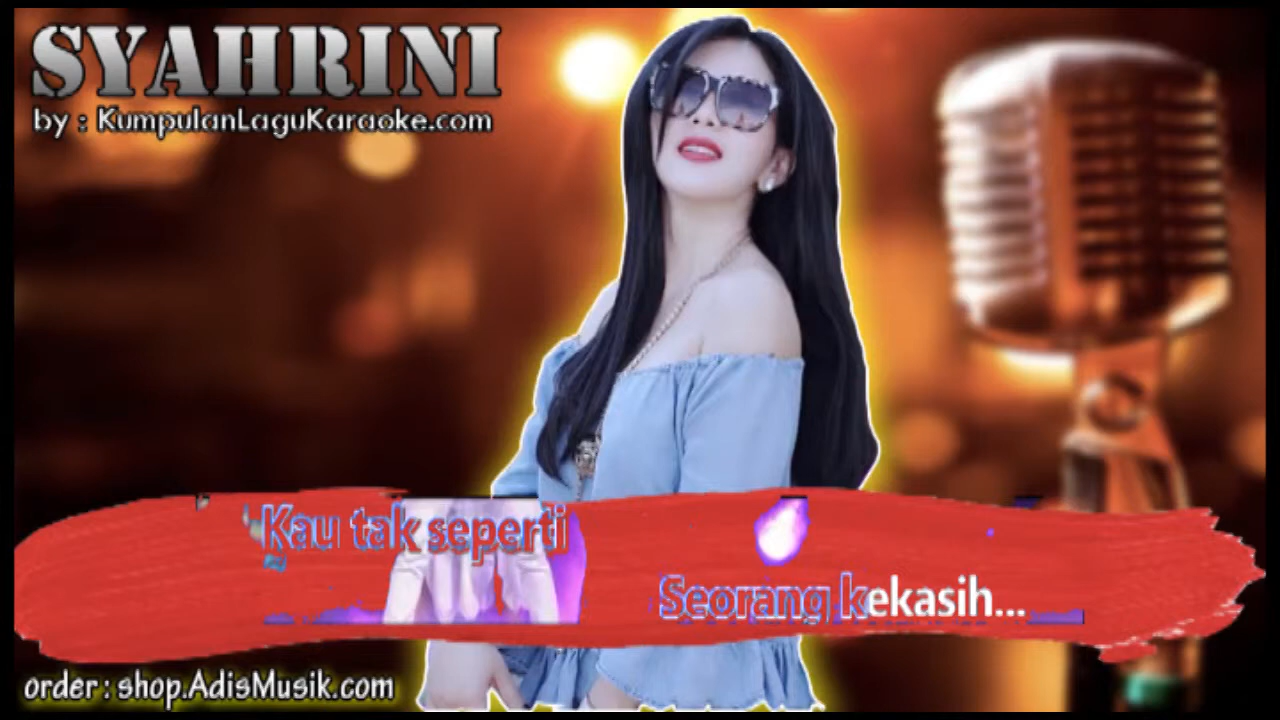 SYAHRINI
by : KumpulanLaguKaraoke.com
Kau tak seperti
Seorang kekasih...
order : shop.AdisMusik.com